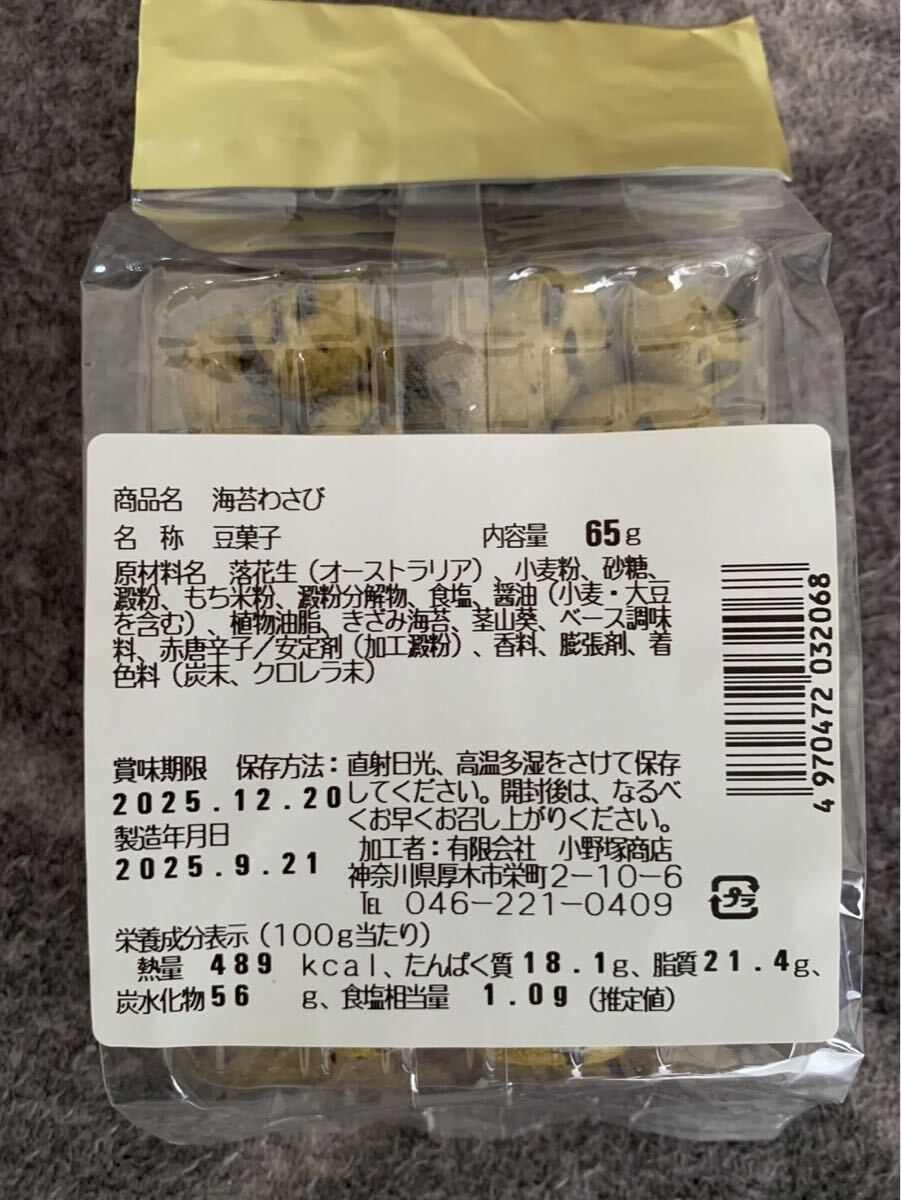 商品名 海苔わさび
名 称 豆菓子 内容量 65g
原材料名 落花生（オーストラリア）、小麦粉、砂糖、
澱粉、もち米粉、澱粉分解物、食塩、醤油（小麦・大豆
を含む）、植物油脂、きざみ海苔、茎山葵、ベース調味
料、赤唐辛子／安定剤（加工澱粉）、香料、膨張剤、着
色料（炭末、クロレラ末）
4 970472 032068
賞味期限 保存方法：直射日光、高温多湿をさけて保存
2025.12.20してください。開封後は、なるべ
製造年月日 くお早くお召し上がりください。
2025.9.21 加工者：有限会社 小野塚商店
神奈川県厚木市栄町2－10－6
℡ 046－221－0409
プラ
栄養成分表示（100g当たり）
熱量 489 kcal、たんぱく質18.1g、脂質21.4g、
炭水化物56 g、食塩相当量 1.0g（推定値）